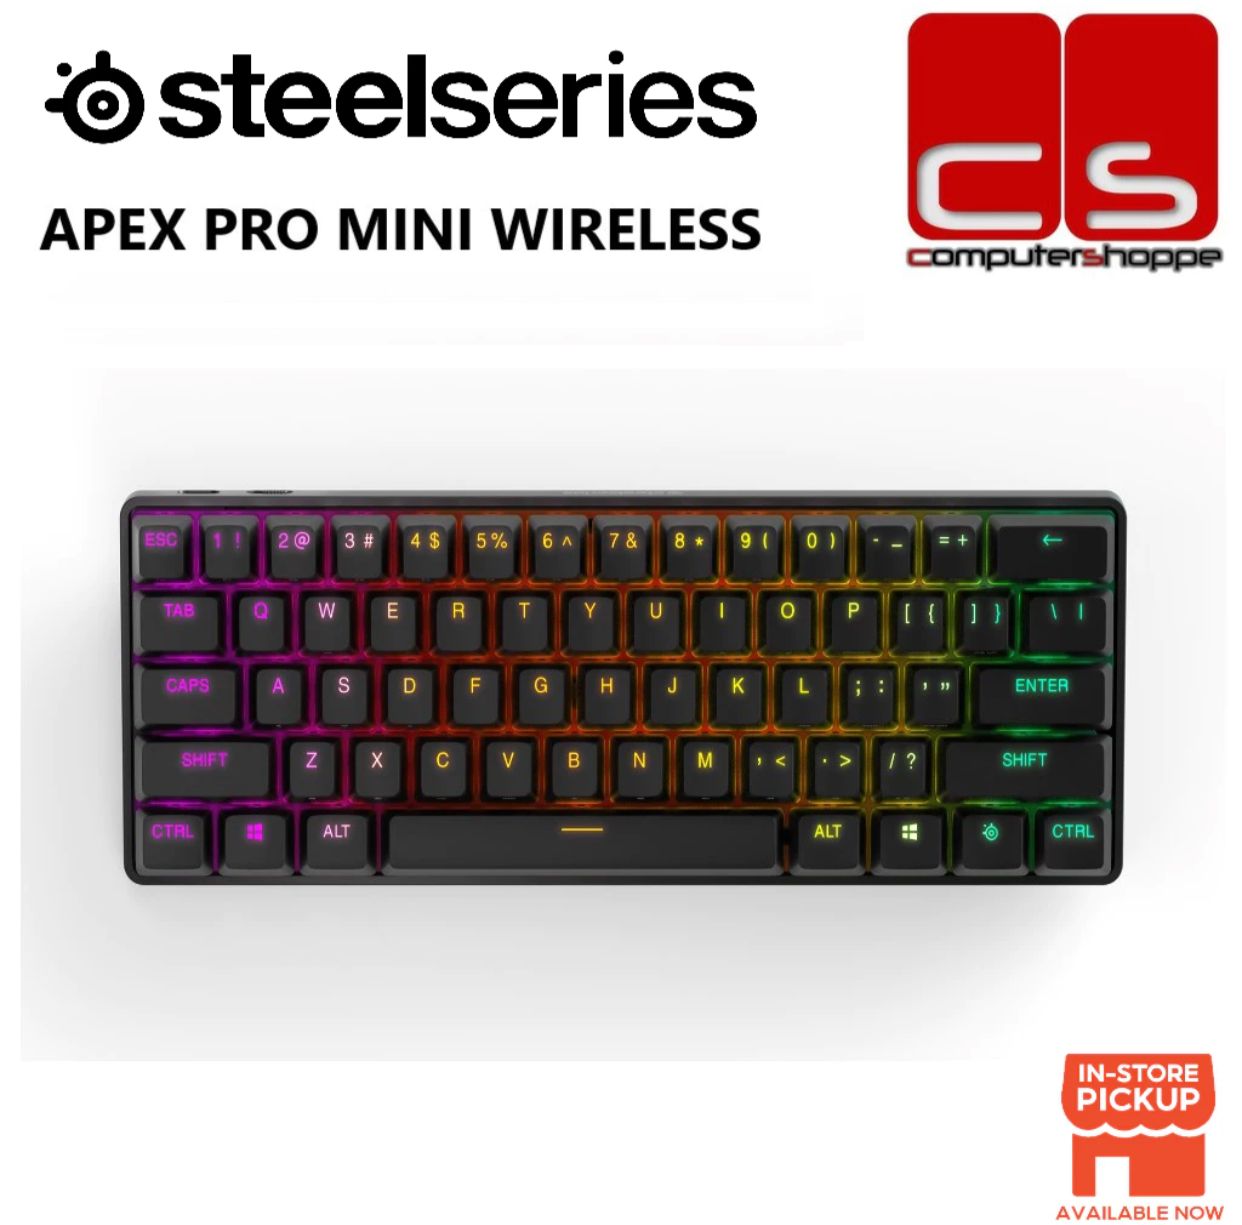 steelseries
APEX PRO MINI WIRELESS
CS
computershoppe
ESC 1 ! 2 @ 3 # 4 $ 5 % 6 ^ 7 & 8 * 9 ( 0 ) - _ = + ←
TAB Q W E R T Y U I O P [ { ] } \ |
CAPS A S D F G H J K L ; : ' " ENTER
SHIFT Z X C V B N M , < . > / ? SHIFT
CTRL ALT ALT CTRL
IN-STORE
PICKUP
AVAILABLE NOW